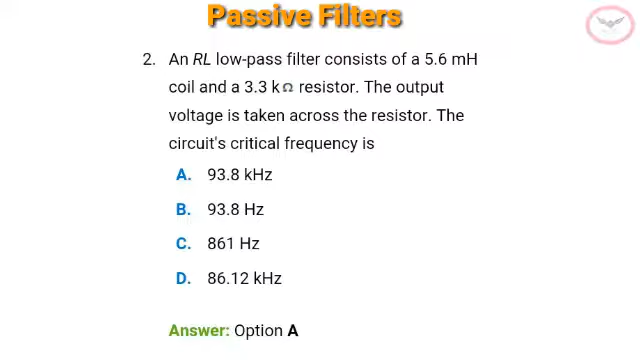 Passive Filters
2. An RL low-pass filter consists of a 5.6 mH
coil and a 3.3 k Ω resistor. The output
voltage is taken across the resistor. The
circuit's critical frequency is
A. 93.8 kHz
B. 93.8 Hz
C. 861 Hz
D. 86.12 kHz
Answer: Option A